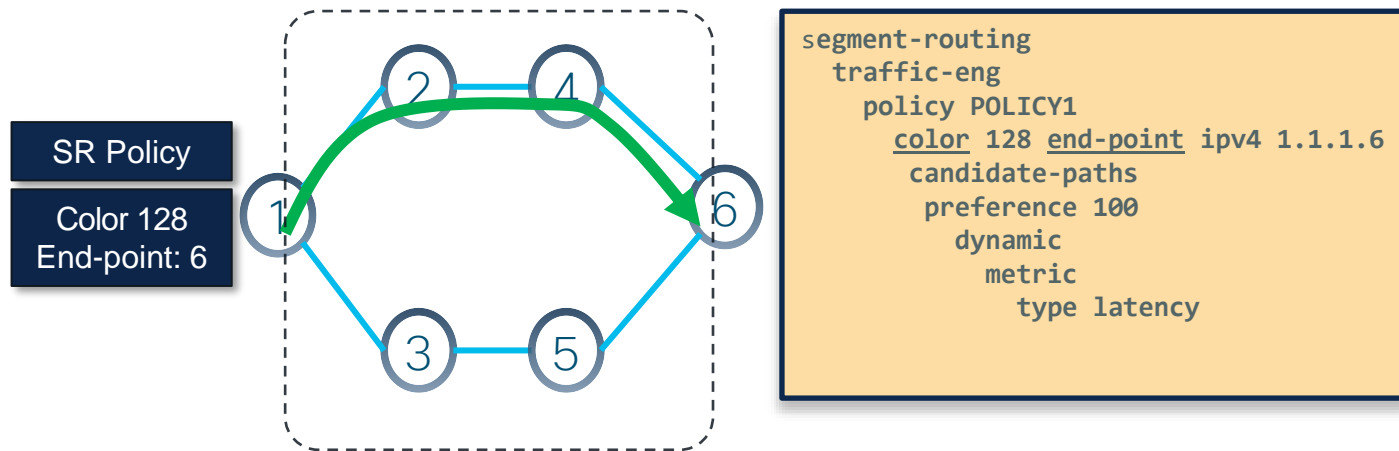 SR Policy
Color 128
End-point: 6
1
2
4
6
3
5
segment-routing
traffic-eng
policy POLICY1
color 128 end-point ipv4 1.1.1.6
candidate-paths
preference 100
dynamic
metric
type latency